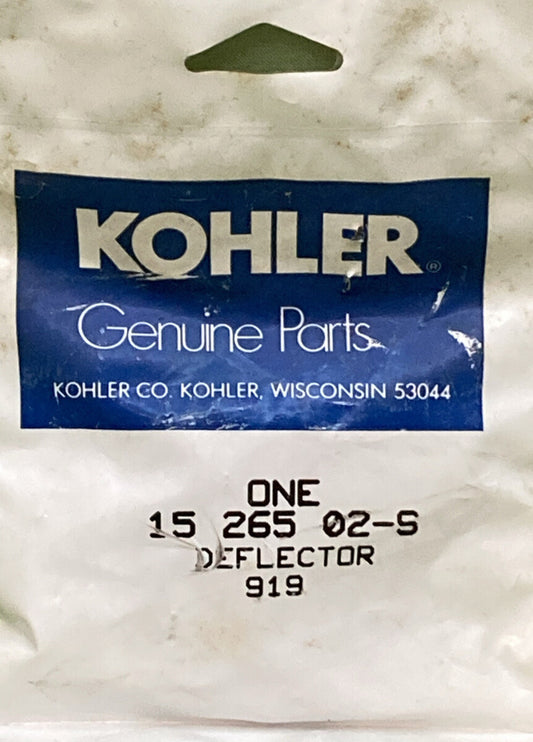 KOHLER®
Genuine Parts
KOHLER CO. KOHLER, WISCONSIN 53044
ONE
15 265 02-S
DEFLECTOR
919